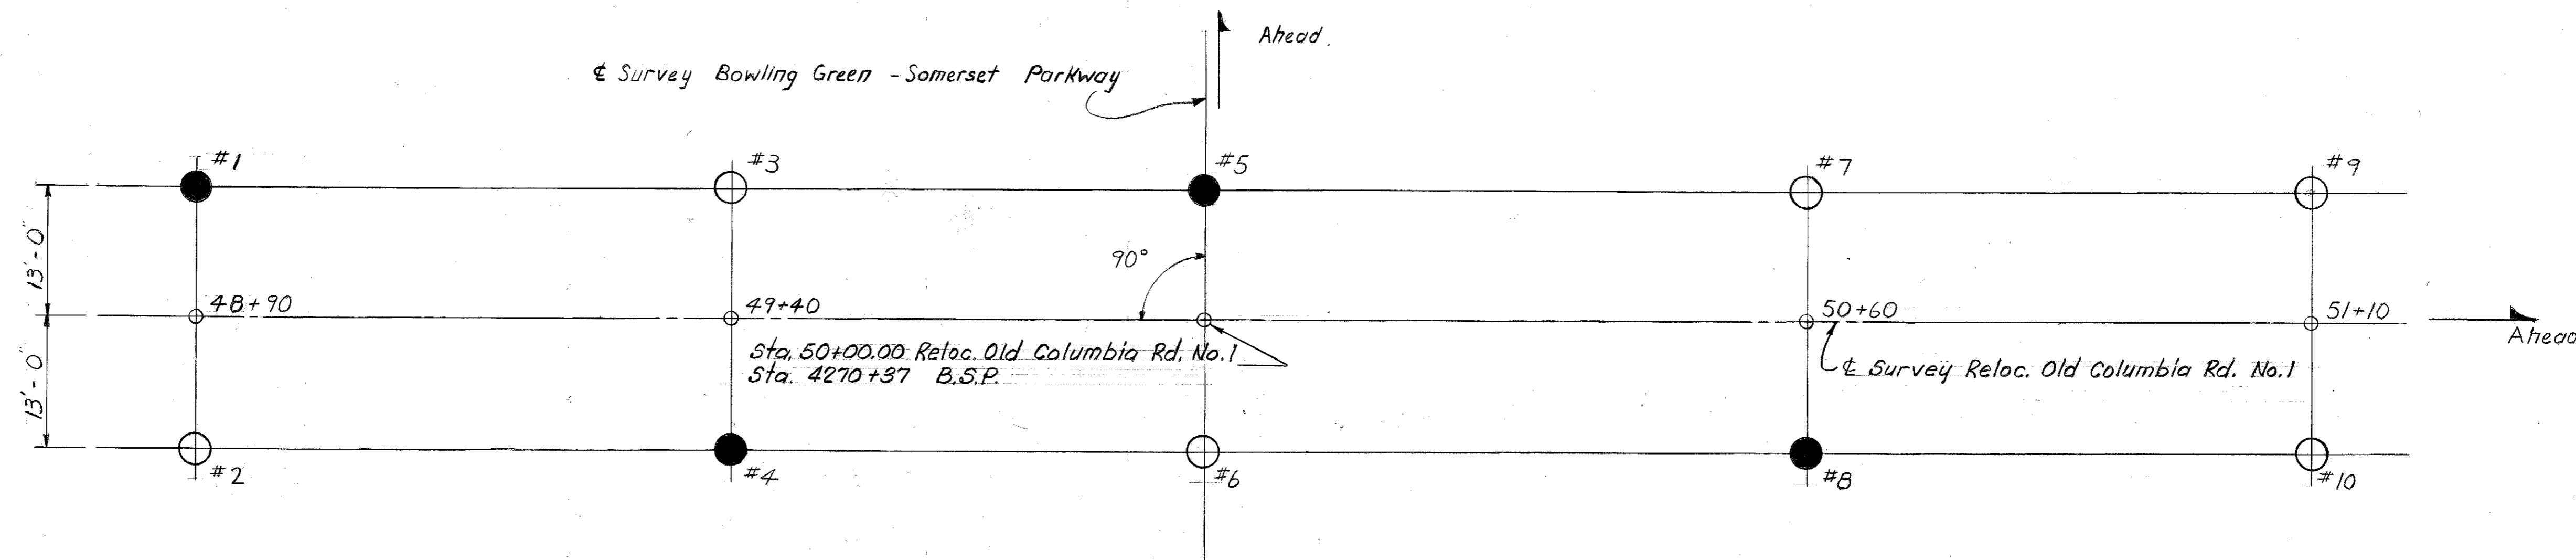 Ahead
℄ Survey Bowling Green - Somerset Parkway
#1
#3
#5
#7
#9
13'-0"
90°
48+90
49+40
50+60
51+10
Ahead
Sta. 50+00.00 Reloc. Old Columbia Rd. No.1
Sta. 4270+37 B.S.P.
℄ Survey Reloc. Old Columbia Rd. No.1
13'-0"
#2
#4
#6
#8
#10